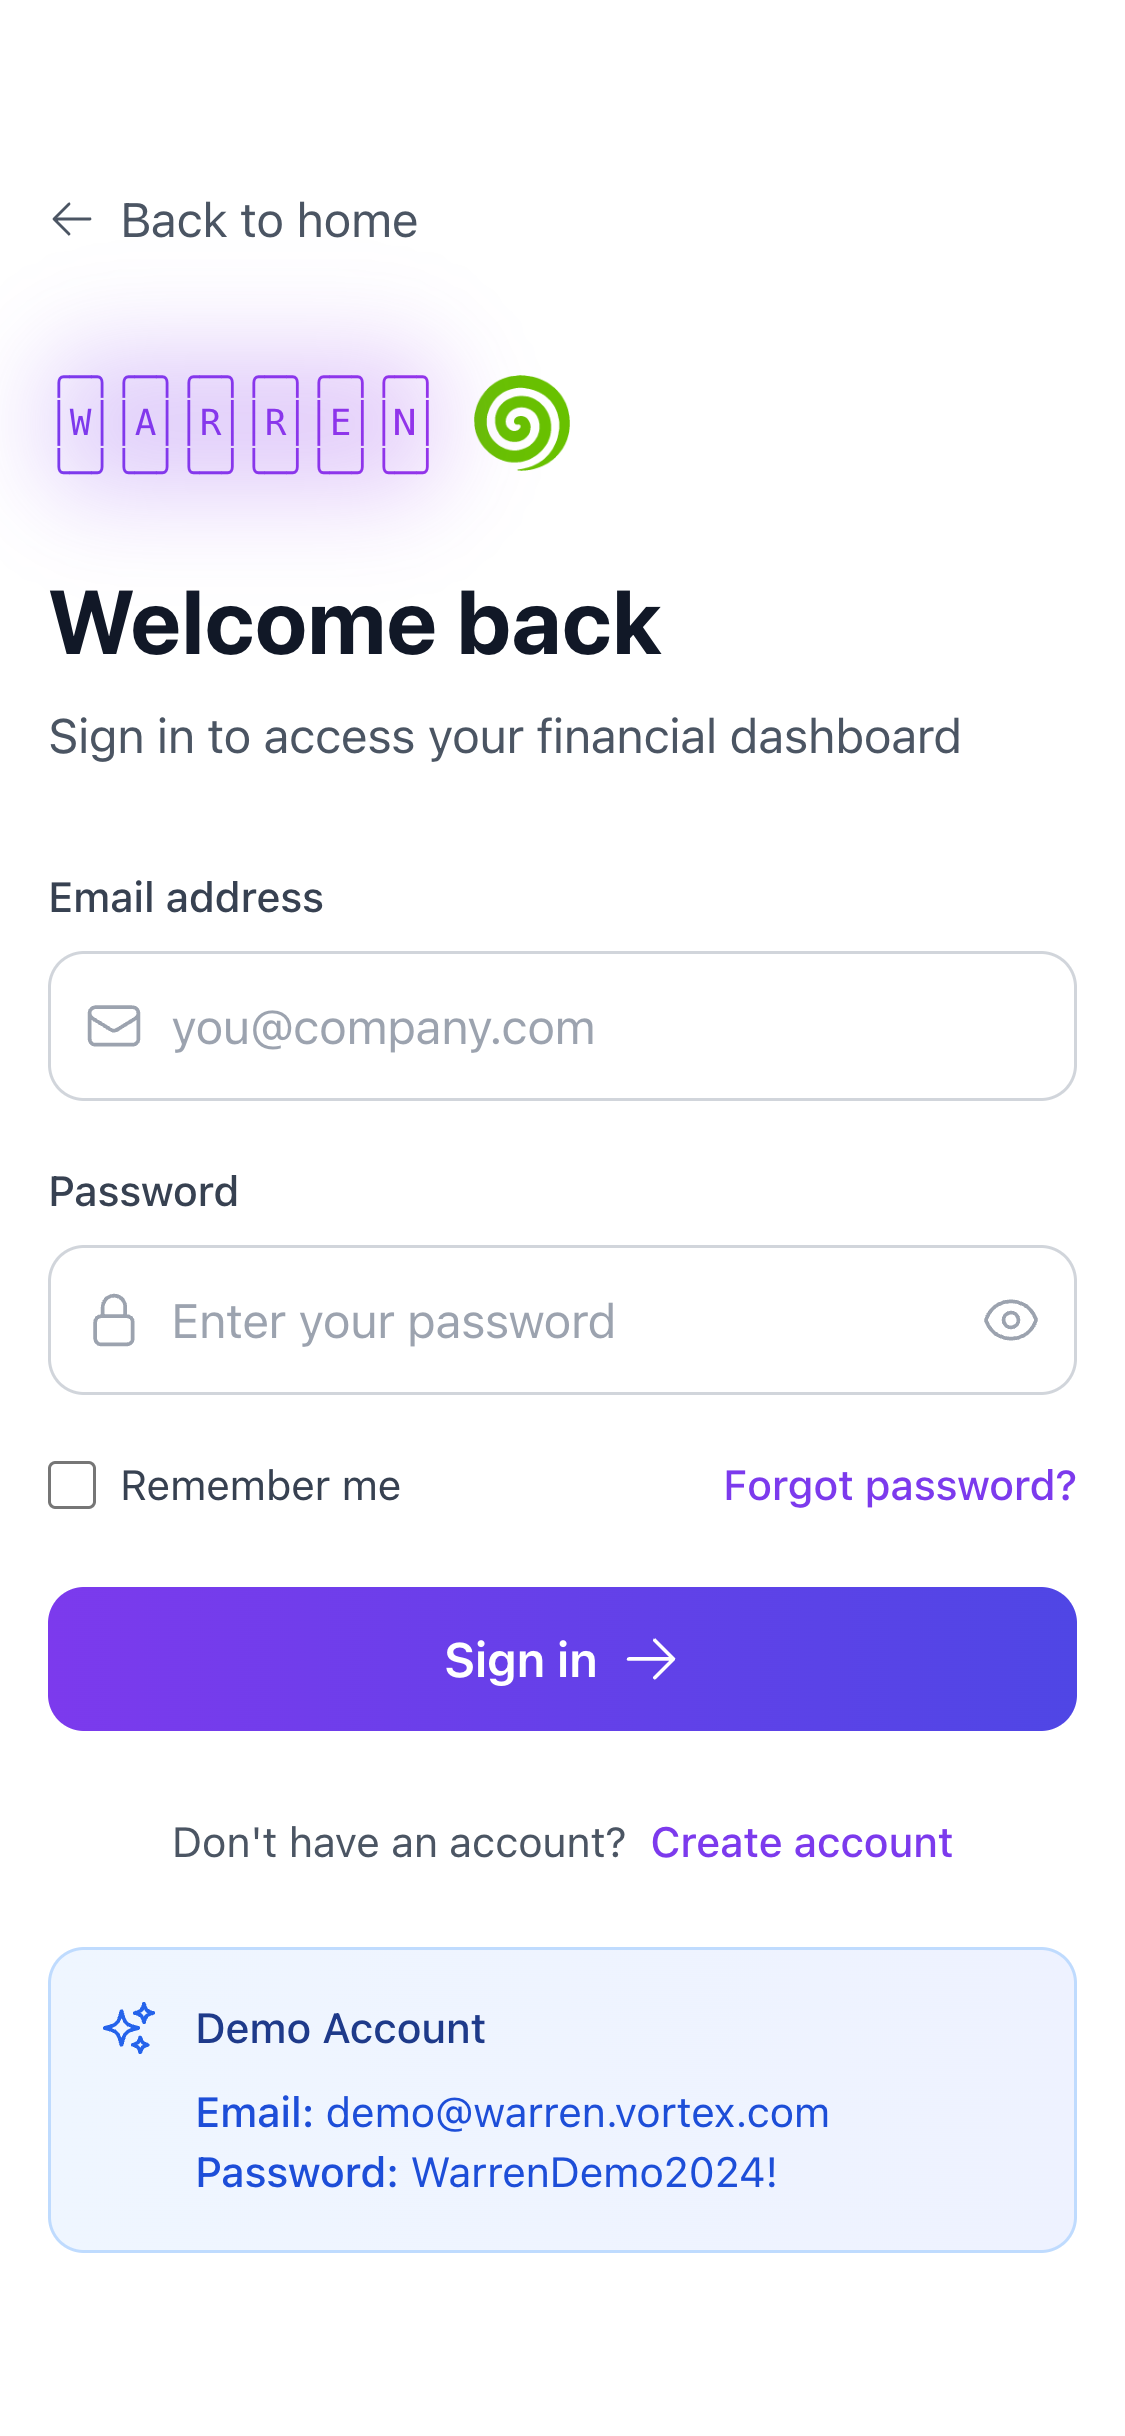 Back to home
WARREN
Welcome back
Sign in to access your financial dashboard
Email address
you@company.com
Password
Enter your password
Remember me
Forgot password?
Sign in
Don't have an account? Create account
Demo Account
Email: demo@warren.vortex.com
Password: WarrenDemo2024!